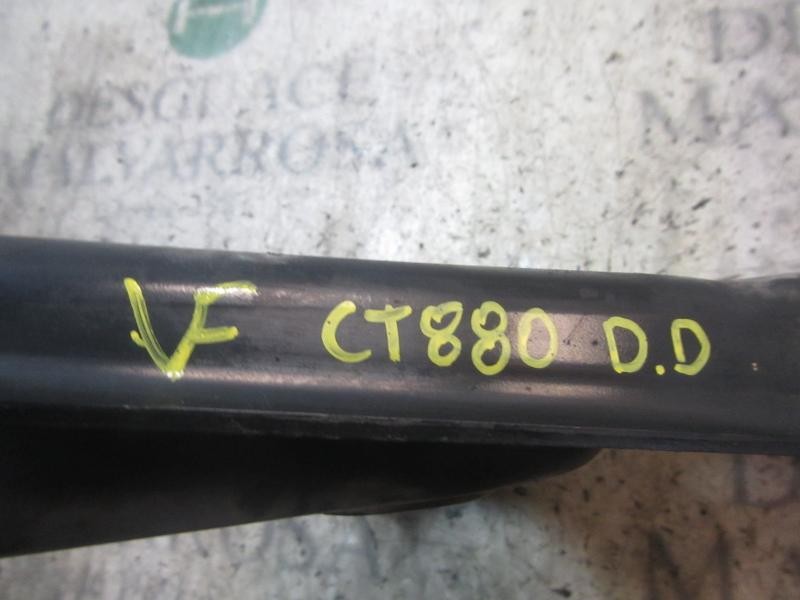 DESGUACE
MALVARROSA
VF CT880 D.D